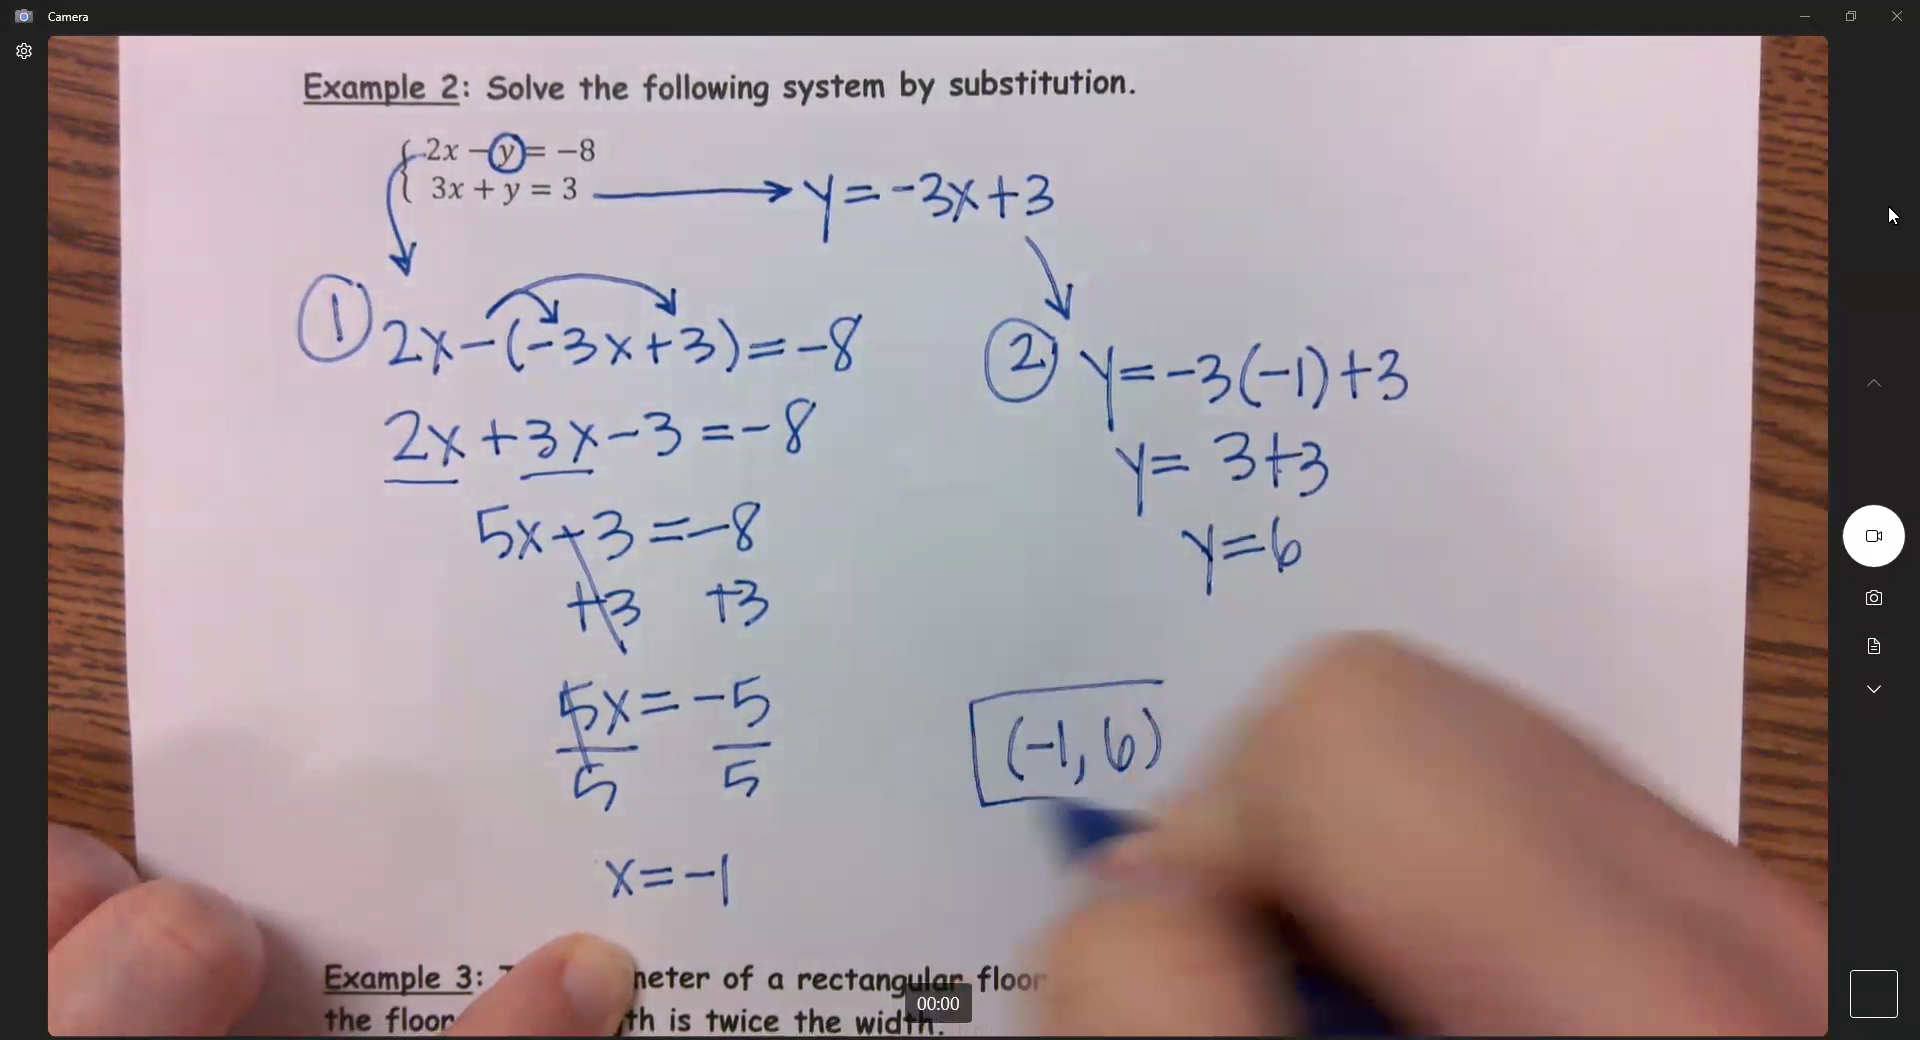 Camera
Example 2: Solve the following system by substitution.
2x − y = −8
3x + y = 3
y = -3x + 3
① 2x - (-3x + 3) = -8
2x + 3x - 3 = -8
5x - 3 = -8
+3 +3
5x = -5
5 5
x = -1
② y = -3(-1) + 3
y = 3 + 3
y = 6
(-1, 6)
Example 3: of a rectangular floor
the floor is twice the width.
00:00